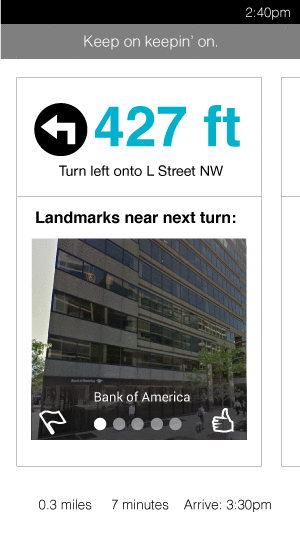 2:40pm
Keep on keepin' on.
427 ft
Turn left onto L Street NW
Landmarks near next turn:
Bank of America
0.3 miles 7 minutes Arrive: 3:30pm